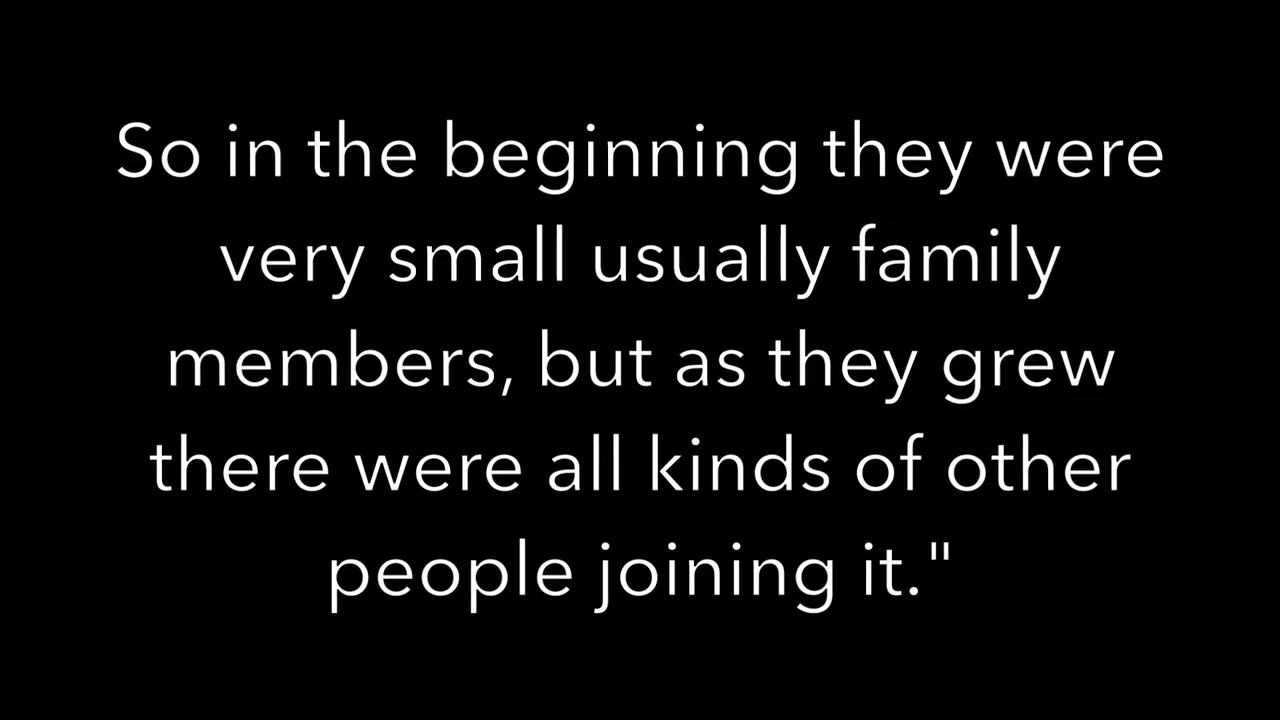 So in the beginning they were
very small usually family
members, but as they grew
there were all kinds of other
people joining it."